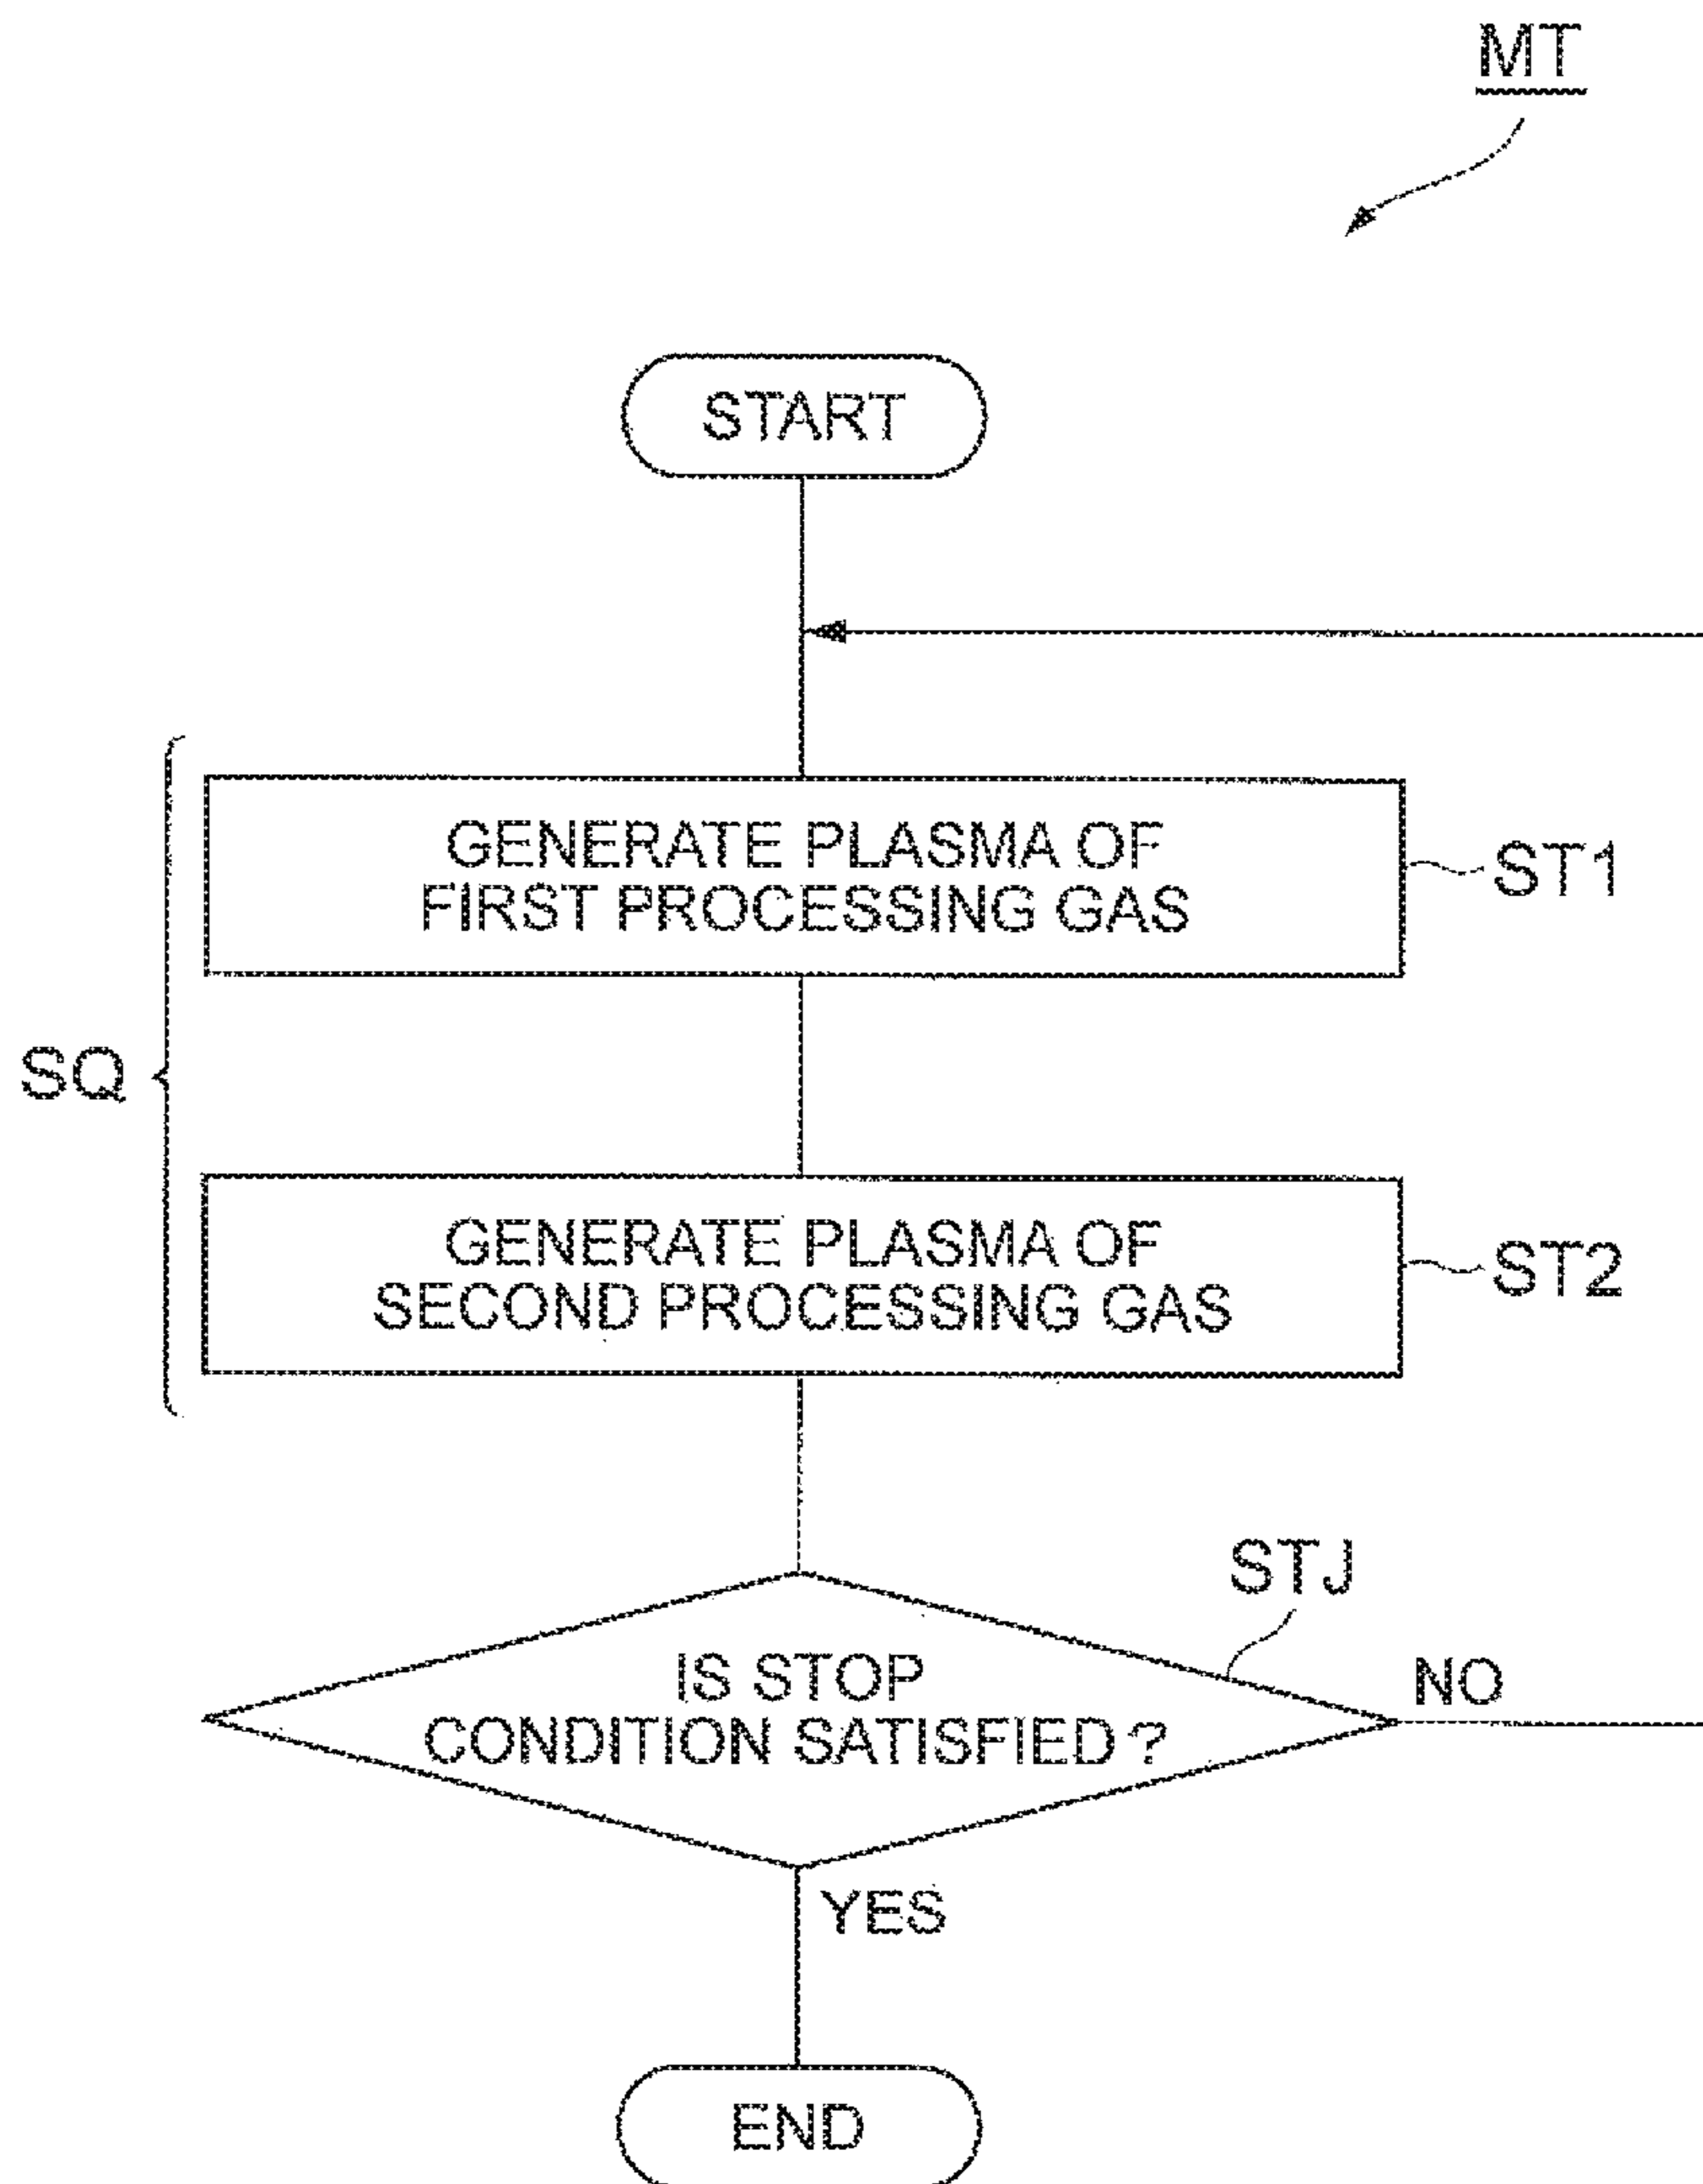 MT
START
GENERATE PLASMA OF
FIRST PROCESSING GAS
ST1
SQ
GENERATE PLASMA OF
SECOND PROCESSING GAS
ST2
STJ
IS STOP
CONDITION SATISFIED ?
NO
YES
END